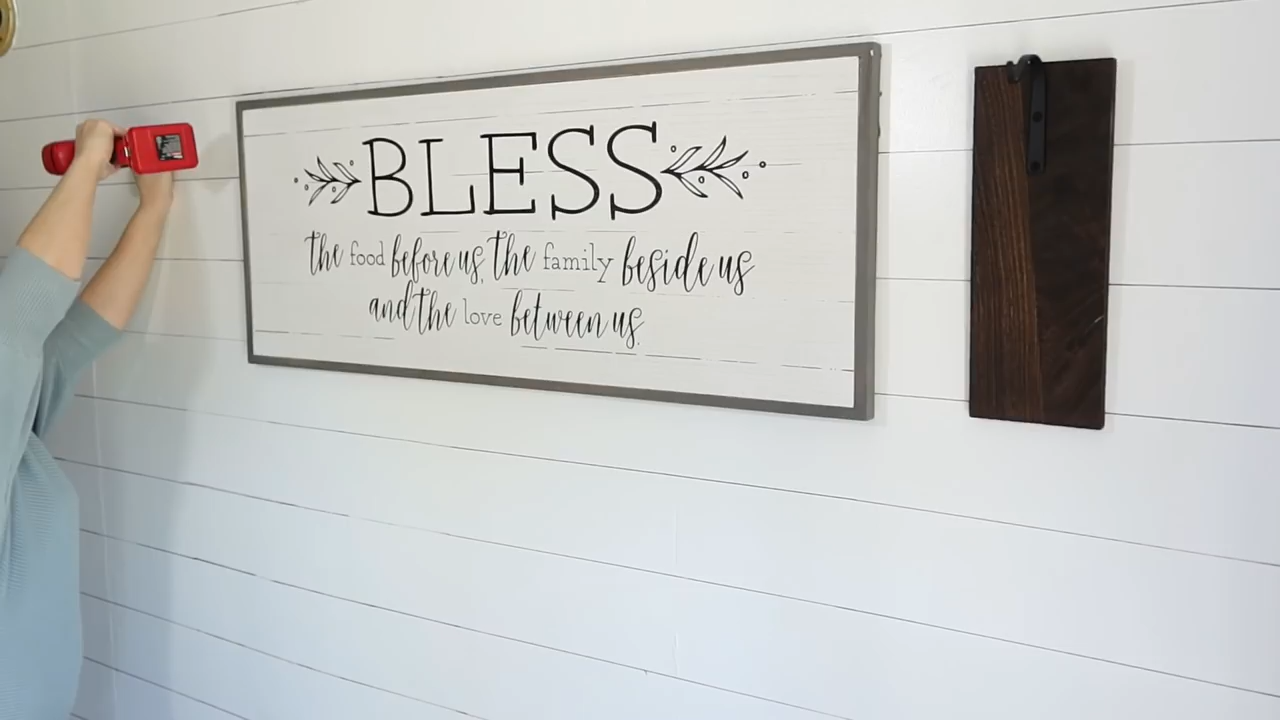 BLESS
the food before us, the family beside us
and the love between us.